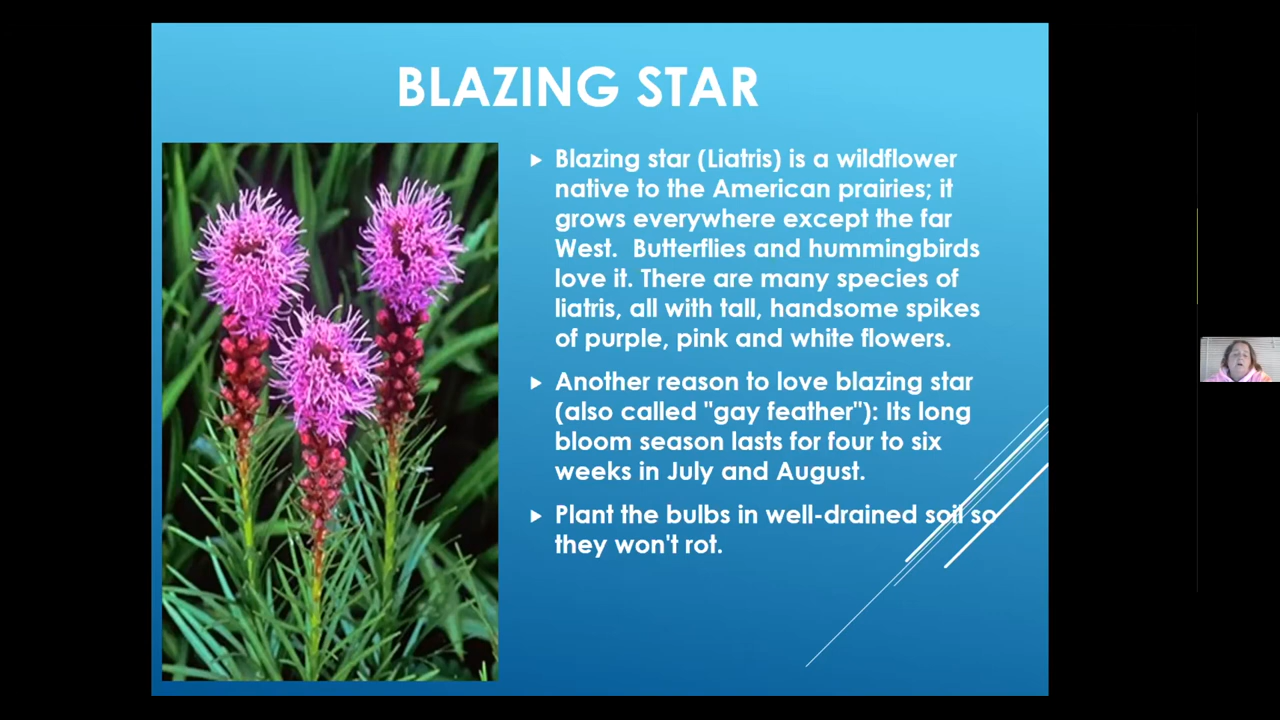 BLAZING STAR
Blazing star (Liatris) is a wildflower
native to the American prairies; it
grows everywhere except the far
West.  Butterflies and hummingbirds
love it. There are many species of
liatris, all with tall, handsome spikes
of purple, pink and white flowers.
Another reason to love blazing star
(also called "gay feather"): Its long
bloom season lasts for four to six
weeks in July and August.
Plant the bulbs in well-drained soil so
they won't rot.